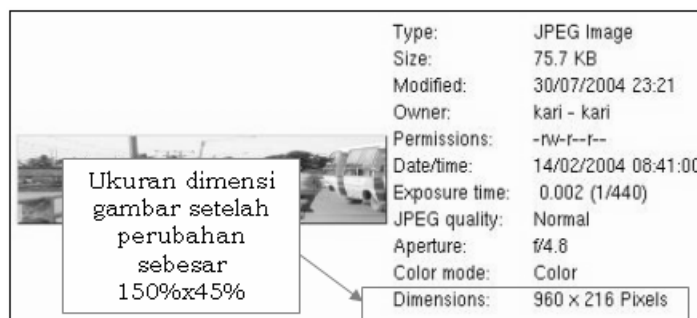 Type: JPEG Image
Size: 75.7 KB
Modified: 30/07/2004 23:21
Owner: kari - kari
Permissions: -rw-r--r--
Date/time: 14/02/2004 08:41:00
Exposure time: 0.002 (1/440)
JPEG quality: Normal
Aperture: f/4.8
Color mode: Color
Dimensions: 960 x 216 Pixels
Ukuran dimensi
gambar setelah
perubahan
sebesar
150%x45%